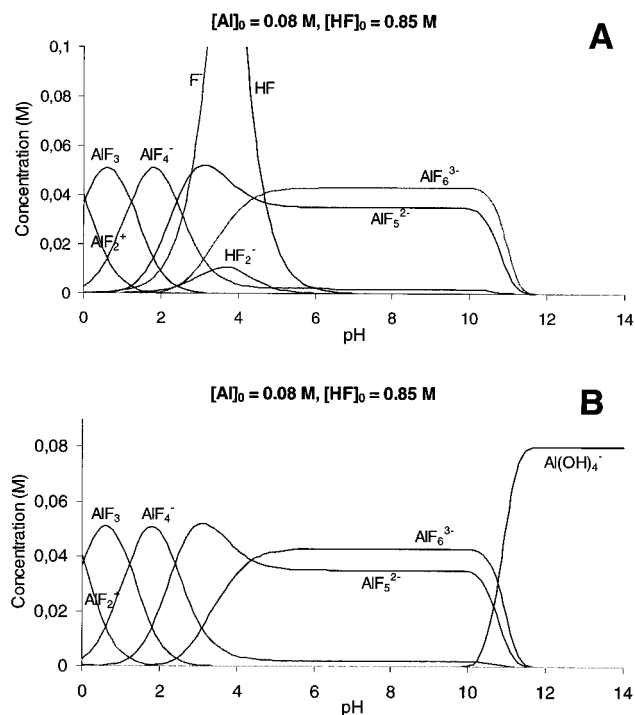 [Al]₀ = 0.08 M, [HF]₀ = 0.85 M
A
Concentration (M)
0,1
0,08
0,06
0,04
0,02
0
F⁻
HF
AlF₃
AlF₄⁻
AlF₂⁺
HF₂⁻
AlF₆³⁻
AlF₅²⁻
0 2 4 6 8 10 12 14
pH
[Al]₀ = 0.08 M, [HF]₀ = 0.85 M
B
Concentration (M)
0,08
0,06
0,04
0,02
0
AlF₃
AlF₄⁻
AlF₂⁺
AlF₆³⁻
AlF₅²⁻
Al(OH)₄⁻
0 2 4 6 8 10 12 14
pH